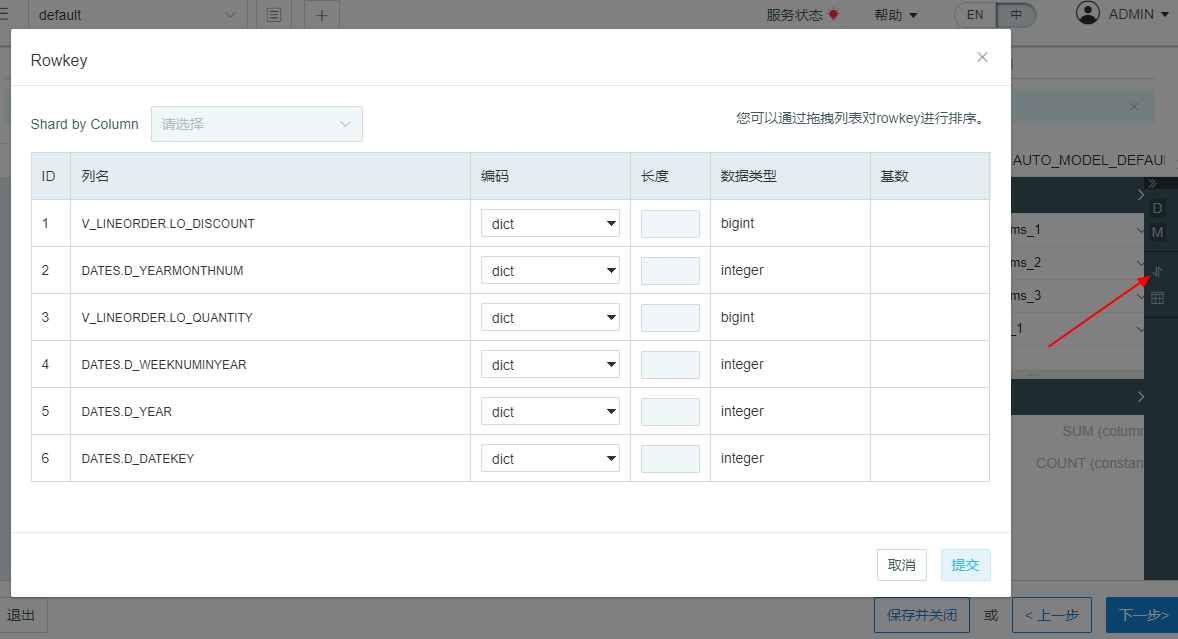 default
服务状态
帮助
EN
中
ADMIN
Rowkey
Shard by Column
请选择
您可以通过拖拽列表对rowkey进行排序。
ID 列名 编码 长度 数据类型 基数
1 V_LINEORDER.LO_DISCOUNT dict bigint
2 DATES.D_YEARMONTHNUM dict integer
3 V_LINEORDER.LO_QUANTITY dict bigint
4 DATES.D_WEEKNUMINYEAR dict integer
5 DATES.D_YEAR dict integer
6 DATES.D_DATEKEY dict integer
取消
提交
AUTO_MODEL_DEFAU
D
M
ms_1
ms_2
ms_3
_1
SUM (column
COUNT (constan
退出
保存并关闭
或
< 上一步
下一步>